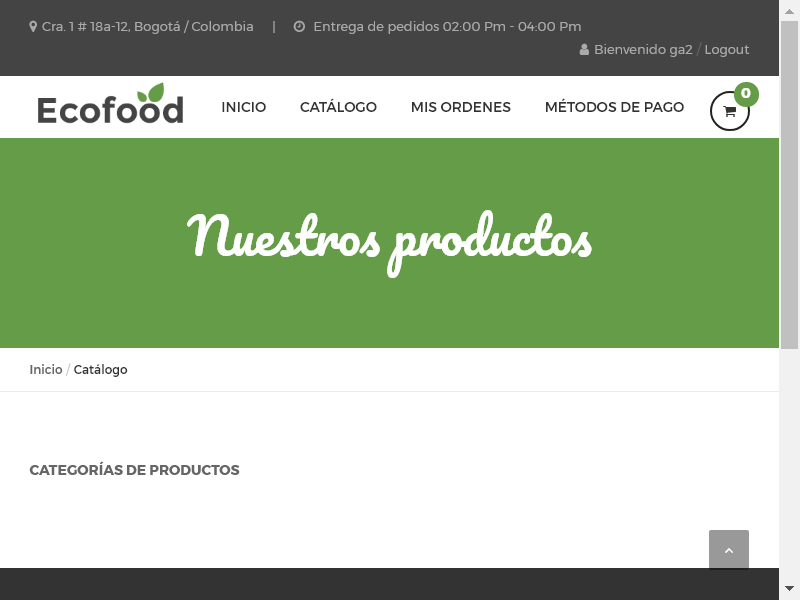 Cra. 1 # 18a-12, Bogotá / Colombia | Entrega de pedidos 02:00 Pm - 04:00 Pm
Bienvenido ga2 / Logout
Ecofood INICIO CATÁLOGO MIS ORDENES MÉTODOS DE PAGO 0
Nuestros productos
Inicio / Catálogo
CATEGORÍAS DE PRODUCTOS